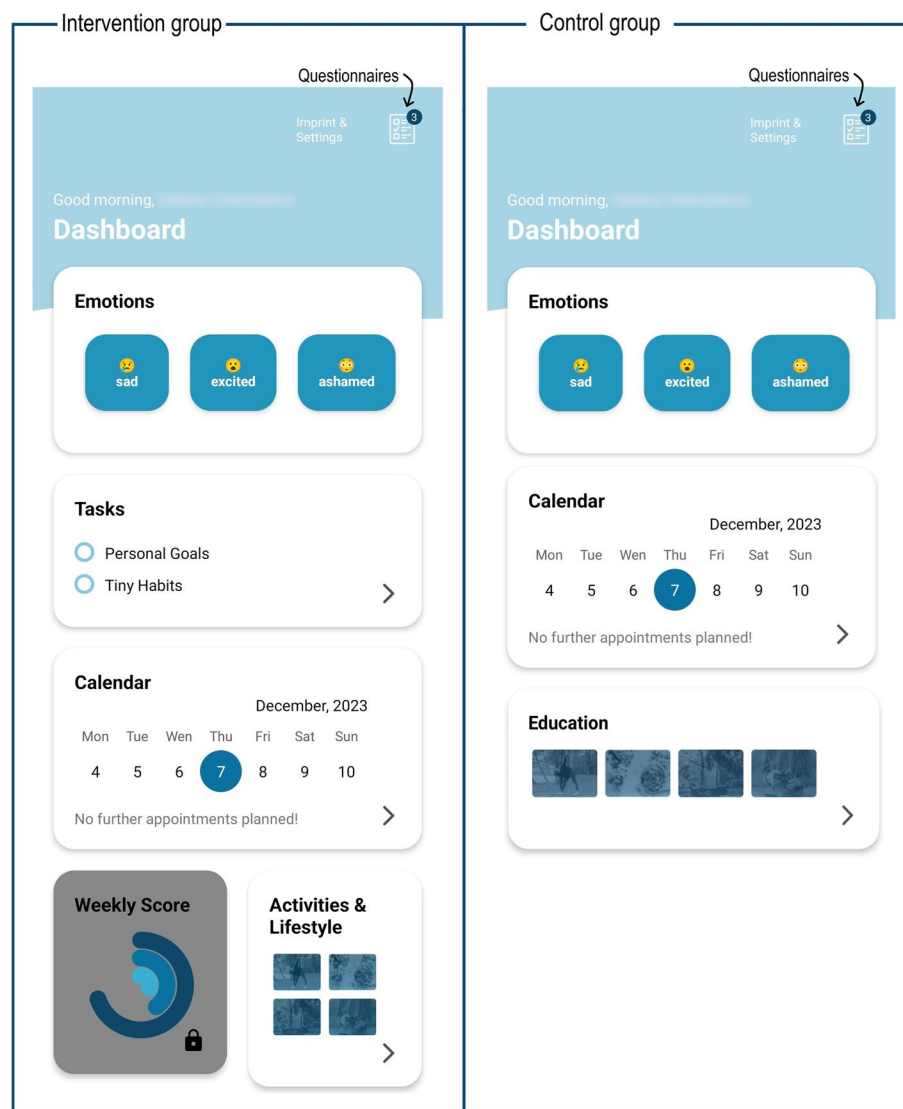 Intervention group
Questionnaires
3
Imprint &
Settings
Good morning,
Dashboard
Emotions
sad
excited
ashamed
Tasks
Personal Goals
Tiny Habits
Calendar
December, 2023
Mon Tue Wen Thu Fri Sat Sun
4 5 6 7 8 9 10
No further appointments planned!
Weekly Score
Activities &
Lifestyle
Control group
Questionnaires
3
Imprint &
Settings
Good morning,
Dashboard
Emotions
sad
excited
ashamed
Calendar
December, 2023
Mon Tue Wen Thu Fri Sat Sun
4 5 6 7 8 9 10
No further appointments planned!
Education